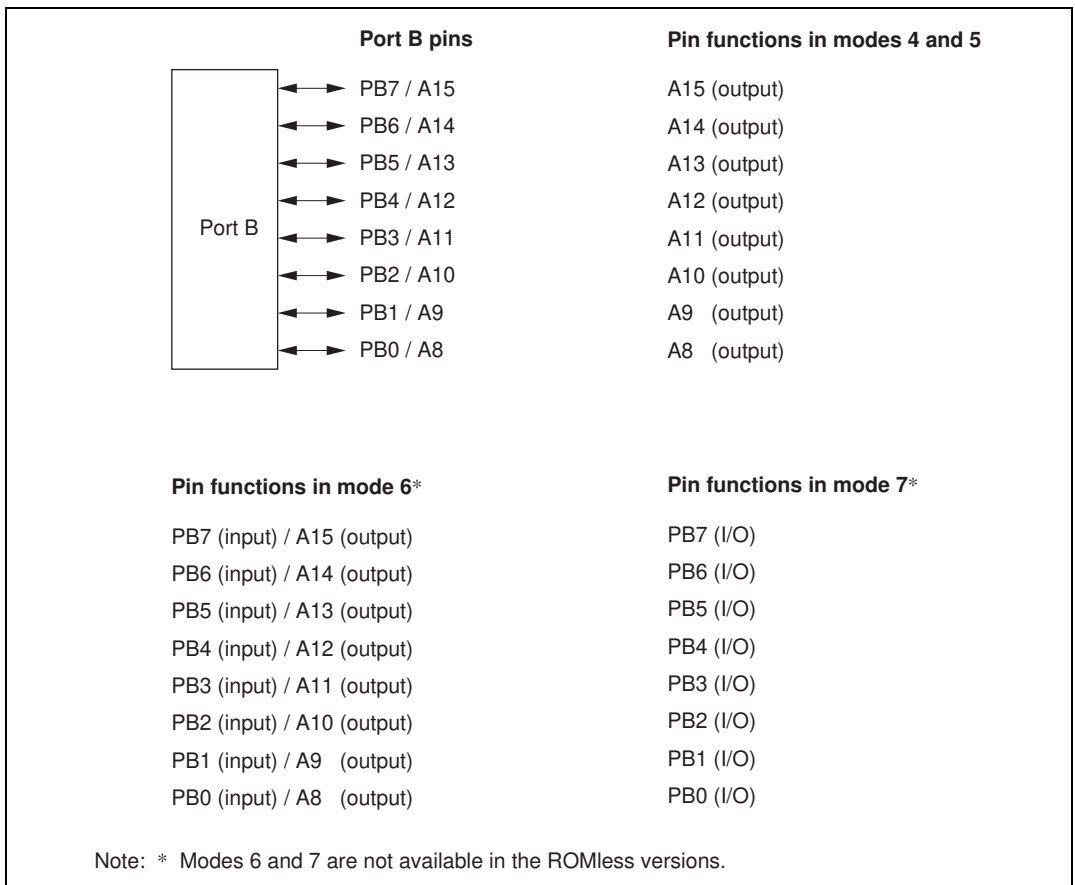 Port B pins
Pin functions in modes 4 and 5
Port B
PB7 / A15
A15 (output)
PB6 / A14
A14 (output)
PB5 / A13
A13 (output)
PB4 / A12
A12 (output)
PB3 / A11
A11 (output)
PB2 / A10
A10 (output)
PB1 / A9
A9 (output)
PB0 / A8
A8 (output)
Pin functions in mode 6*
PB7 (input) / A15 (output)
PB6 (input) / A14 (output)
PB5 (input) / A13 (output)
PB4 (input) / A12 (output)
PB3 (input) / A11 (output)
PB2 (input) / A10 (output)
PB1 (input) / A9 (output)
PB0 (input) / A8 (output)
Pin functions in mode 7*
PB7 (I/O)
PB6 (I/O)
PB5 (I/O)
PB4 (I/O)
PB3 (I/O)
PB2 (I/O)
PB1 (I/O)
PB0 (I/O)
Note: * Modes 6 and 7 are not available in the ROMless versions.